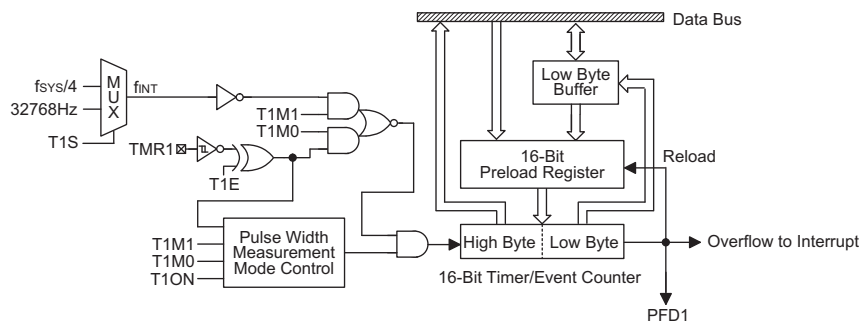 Data Bus
Low Byte
Buffer
fSYS/4
32768Hz
MUX
fINT
T1S
T1M1
T1M0
TMR1
T1E
16-Bit
Preload Register
Reload
T1M1
T1M0
T1ON
Pulse Width
Measurement
Mode Control
High Byte
Low Byte
Overflow to Interrupt
16-Bit Timer/Event Counter
PFD1